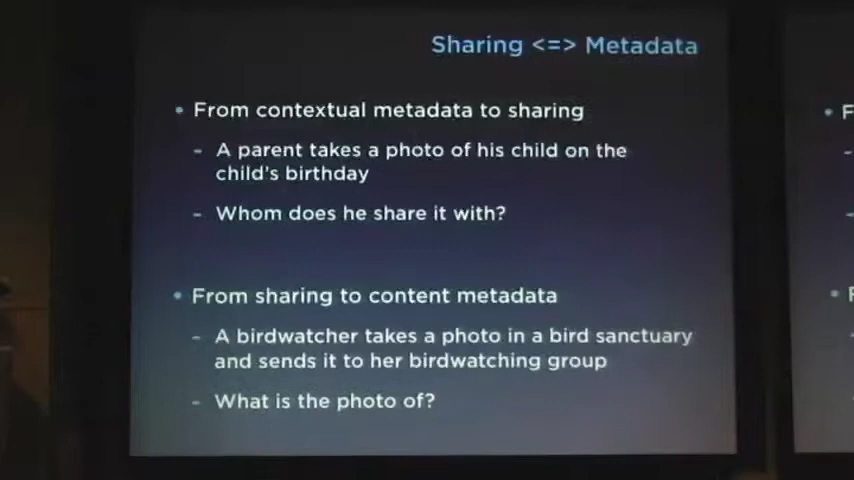 Sharing <=> Metadata
• From contextual metadata to sharing
- A parent takes a photo of his child on the
child's birthday
- Whom does he share it with?
• From sharing to content metadata
- A birdwatcher takes a photo in a bird sanctuary
and sends it to her birdwatching group
- What is the photo of?
• F
-
-
• F